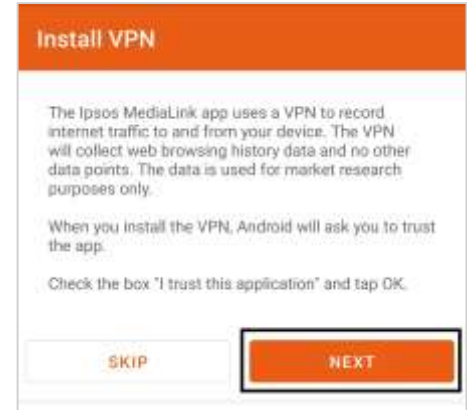 Install VPN
The Ipsos MediaLink app uses a VPN to record
internet traffic to and from your device. The VPN
will collect web browsing history data and no other
data points. The data is used for market research
purposes only.
When you install the VPN, Android will ask you to trust
the app.
Check the box "I trust this application" and tap OK.
SKIP
NEXT